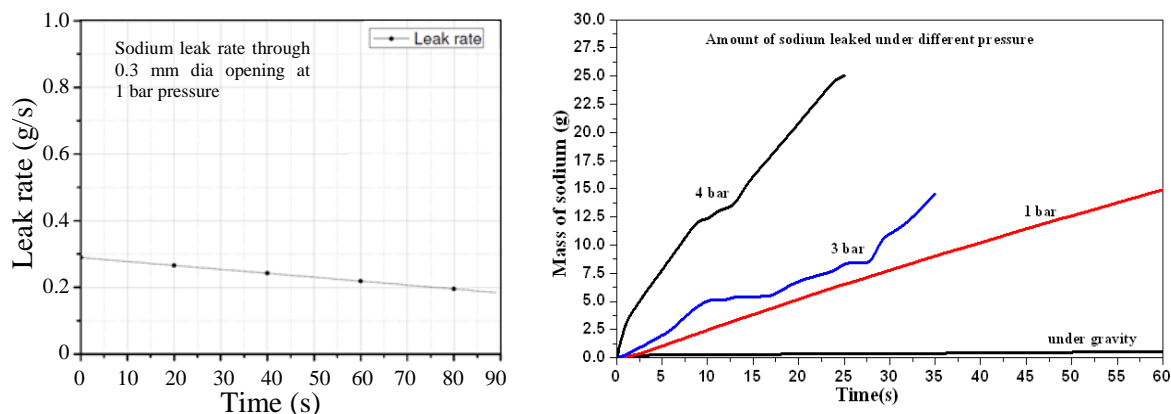 1.0
0.8
0.6
0.4
0.2
0
Leak rate (g/s)
Sodium leak rate through
0.3 mm dia opening at
1 bar pressure
Leak rate
0 10 20 30 40 50 60 70 80 90
Time (s)
Amount of sodium leaked under different pressure
25.0
22.5
20.0
17.5
15.0
12.5
10.0
7.5
5.0
2.5
0.0
Mass of sodium (g)
4 bar
3 bar
1 bar
under gravity
0 5 10 15 20 25 30 35 40 45 50 55 60
Time(s)